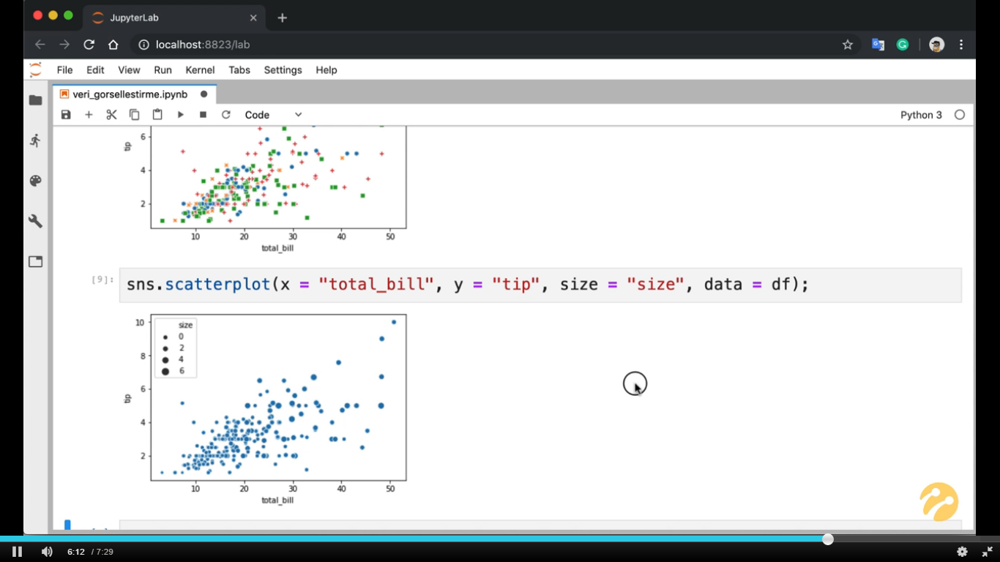 JupyterLab
localhost:8823/lab
File Edit View Run Kernel Tabs Settings Help
veri_gorsellestirme.ipynb
Code
Python 3
6
tip
4
2
10 20 30 40 50
total_bill
[9]: sns.scatterplot(x = "total_bill", y = "tip", size = "size", data = df);
10
size
0
2
8
4
6
6
tip
4
2
10 20 30 40 50
total_bill
6:12 / 7:29